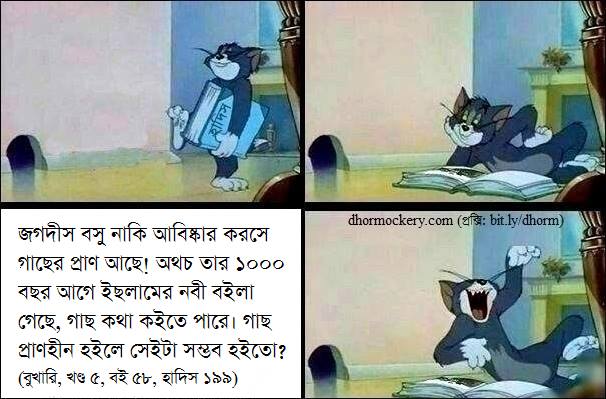 বোখারি
dhormockery.com (প্রক্সি: bit.ly/dhorm)
জগদীস বসু নাকি আবিষ্কার করসে
গাছের প্রাণ আছে! অথচ তার ১০০০
বছর আগে ইছলামের নবী বইলা
গেছে, গাছ কথা কইতে পারে। গাছ
প্রাণহীন হইলে সেইটা সম্ভব হইতো?
(বুখারি, খণ্ড ৫, বই ৫৮, হাদিস ১৯৯)